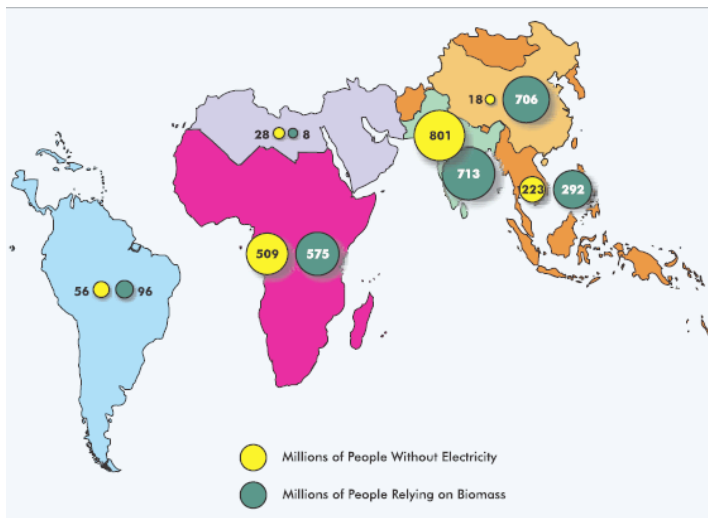 18 706
28 8 801
713
223 292
509 575
56 96
Millions of People Without Electricity
Millions of People Relying on Biomass